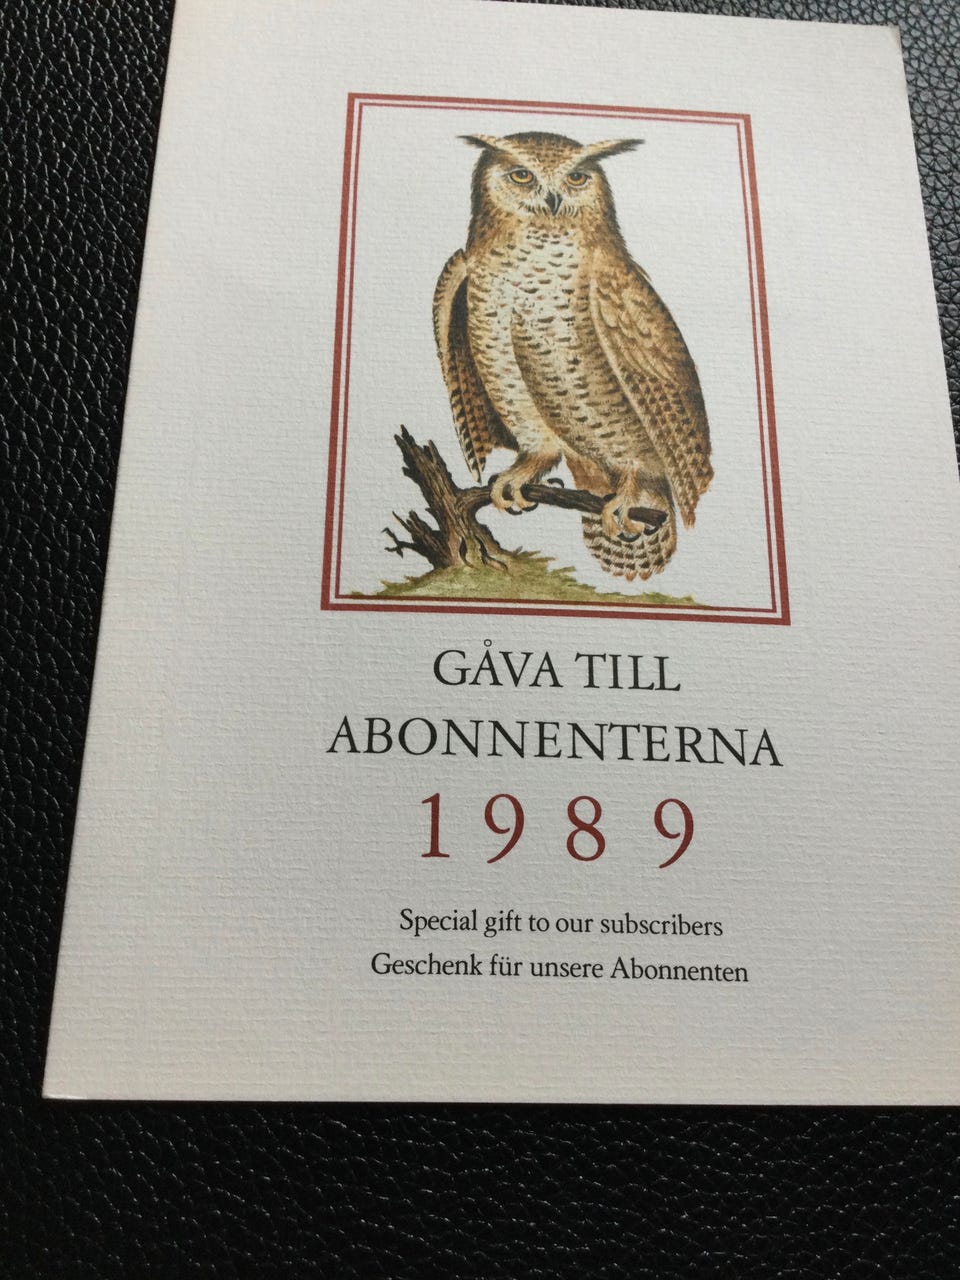 GÅVA TILL
ABONNENTERNA
1989
Special gift to our subscribers
Geschenk für unsere Abonnenten